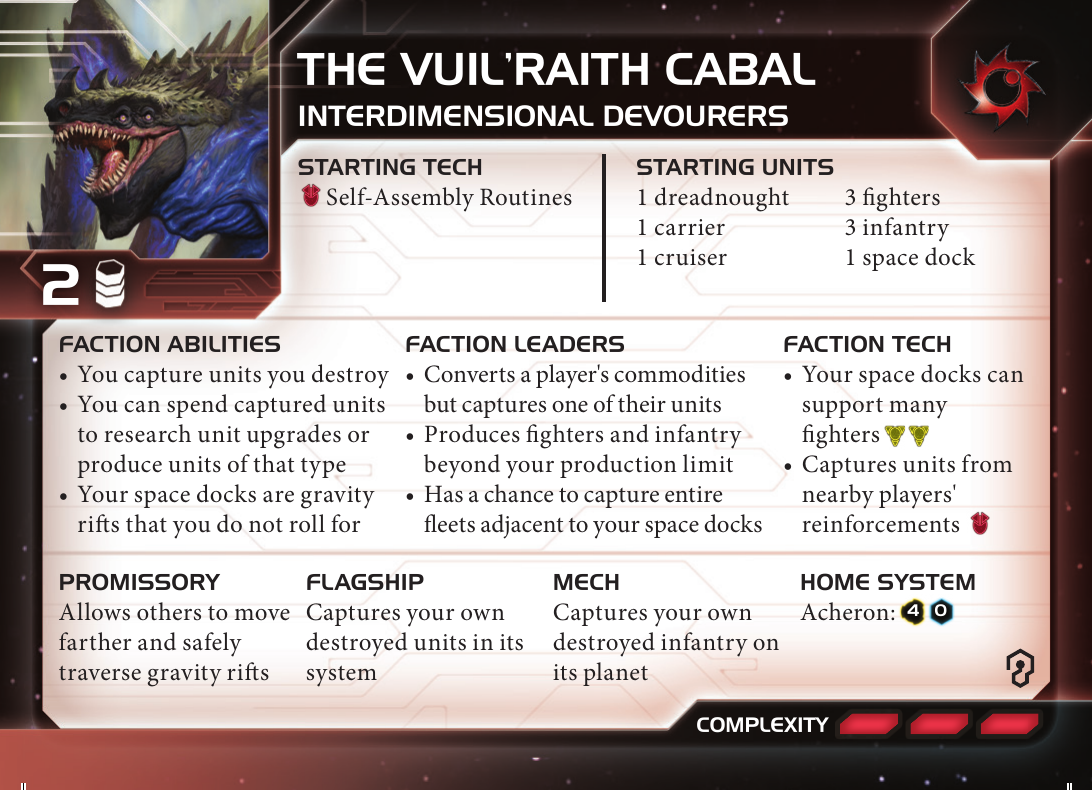 THE VUIL'RAITH CABAL
INTERDIMENSIONAL DEVOURERS
2
STARTING TECH
Self-Assembly Routines
STARTING UNITS
1 dreadnought
1 carrier
1 cruiser
3 fighters
3 infantry
1 space dock
FACTION ABILITIES
• You capture units you destroy
• You can spend captured units
to research unit upgrades or
produce units of that type
• Your space docks are gravity
rifts that you do not roll for
FACTION LEADERS
• Converts a player's commodities
but captures one of their units
• Produces fighters and infantry
beyond your production limit
• Has a chance to capture entire
fleets adjacent to your space docks
FACTION TECH
• Your space docks can
support many
fighters
• Captures units from
nearby players'
reinforcements
PROMISSORY
Allows others to move
farther and safely
traverse gravity rifts
FLAGSHIP
Captures your own
destroyed units in its
system
MECH
Captures your own
destroyed infantry on
its planet
HOME SYSTEM
Acheron: 4 0
COMPLEXITY